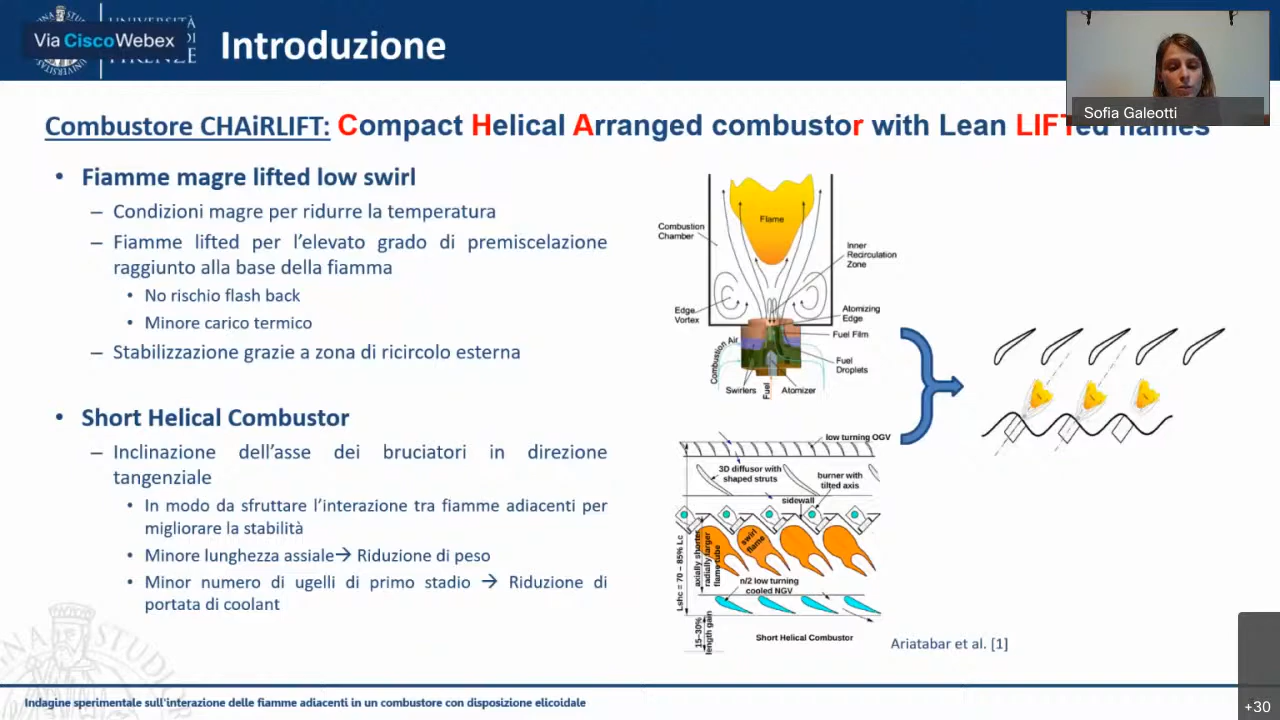 UNIVERSITÀ
Via CiscoWebex
FIRENZE
Introduzione
Sofia Galeotti
Combustore CHAiRLIFT: Compact Helical Arranged combustor with Lean LIFTed flames
• Fiamme magre lifted low swirl
– Condizioni magre per ridurre la temperatura
– Fiamme lifted per l'elevato grado di premiscelazione
raggiunto alla base della fiamma
• No rischio flash back
• Minore carico termico
– Stabilizzazione grazie a zona di ricircolo esterna
• Short Helical Combustor
– Inclinazione dell'asse dei bruciatori in direzione
tangenziale
• In modo da sfruttare l'interazione tra fiamme adiacenti per
migliorare la stabilità
• Minore lunghezza assiale→ Riduzione di peso
• Minor numero di ugelli di primo stadio → Riduzione di
portata di coolant
Flame
Combustion
Chamber
Inner
Recirculation
Zone
Edge
Vortex
Atomizing
Edge
Fuel Film
Combustion Air
Fuel
Droplets
Swirlers
Fuel
Atomizer
low turning OGV
3D diffusor with
shaped struts
burner with
tilted axis
sidewall
swirl
flame
axially shorter
radially larger
flame tube
Lshc = 70 – 85% Lc
n/2 low turning
cooled NGV
15–30%
length gain
Short Helical Combustor
Ariatabar et al. [1]
Indagine sperimentale sull'interazione delle fiamme adiacenti in un combustore con disposizione elicoidale
+30